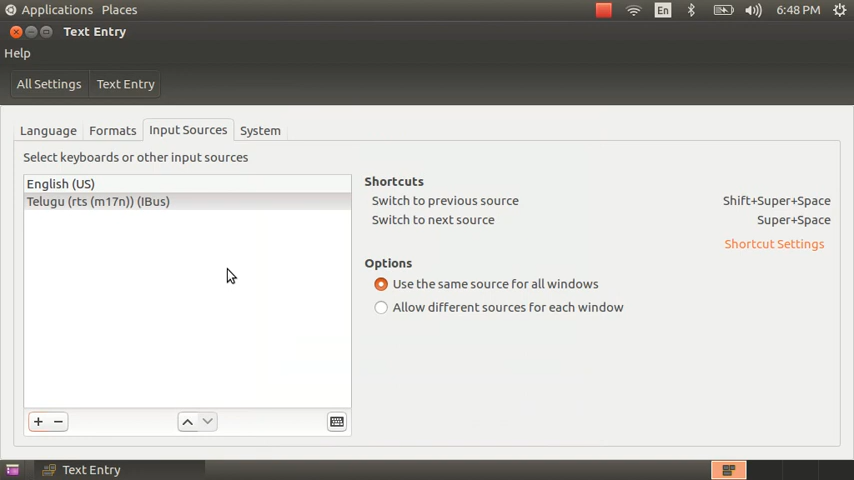 Applications Places En 6:48 PM
Text Entry
Help
All Settings Text Entry
Language Formats Input Sources System
Select keyboards or other input sources
English (US)
Telugu (rts (m17n)) (IBus)
Shortcuts
Switch to previous source Shift+Super+Space
Switch to next source Super+Space
Shortcut Settings
Options
Use the same source for all windows
Allow different sources for each window
Text Entry